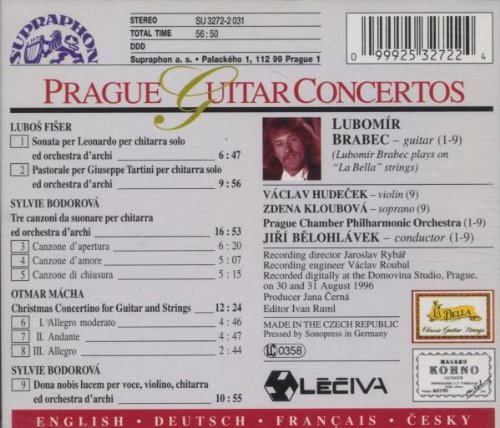 SUPRAPHON
STEREO SU 3272-2 031
TOTAL TIME 56:50
DDD
Supraphon a. s. • Palackého 1, 112 99 Prague 1
0 99925 32722 4
PRAGUE GUITAR CONCERTOS
LUBOŠ FIŠER
1 Sonata per Leonardo per chitarra solo
ed orchestra d'archi 6 : 47
2 Pastorale per Giuseppe Tartini per chitarra solo
ed orchestra d'archi 9 : 56
SYLVIE BODOROVÁ
Tre canzoni da suonare per chitarra
ed orchestra d'archi 16 : 53
3 Canzone d'apertura 6 : 20
4 Canzone d'amore 5 : 07
5 Canzone di chiusura 5 : 15
OTMAR MÁCHA
Christmas Concertino for Guitar and Strings 12 : 24
6 I. Allegro moderato 4 : 46
7 II. Andante 4 : 47
8 III. Allegro 2 : 44
SYLVIE BODOROVÁ
9 Dona nobis lucem per voce, violino, chitarra
ed orchestra d'archi 10 : 55
LUBOMÍR
BRABEC – guitar (1-9)
(Lubomír Brabec plays on
"La Bella" strings)
VÁCLAV HUDEČEK – violin (9)
ZDENA KLOUBOVÁ – soprano (9)
Prague Chamber Philharmonic Orchestra (1-9)
JIŘÍ BĚLOHLÁVEK – conductor (1-9)
Recording director Jaroslav Rybář
Recording engineer Václav Roubal
Recorded digitally at the Domovina Studio, Prague,
on 30 and 31 August 1996
Producer Jana Černá
Editor Ivan Ruml
MADE IN THE CZECH REPUBLIC
Pressed by Sonopress in Germany
LC 0358
LÉČIVA
LA BELLA
Classic Guitar Strings
MASARU
KOHNO
ENGLISH • DEUTSCH • FRANÇAIS • ČESKY